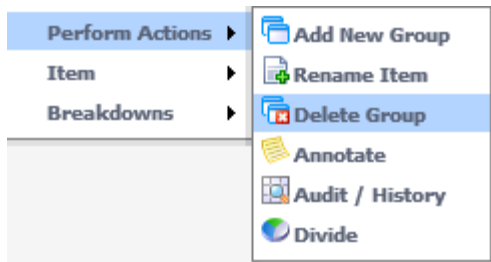 Perform Actions
Item
Breakdowns
Add New Group
Rename Item
Delete Group
Annotate
Audit / History
Divide